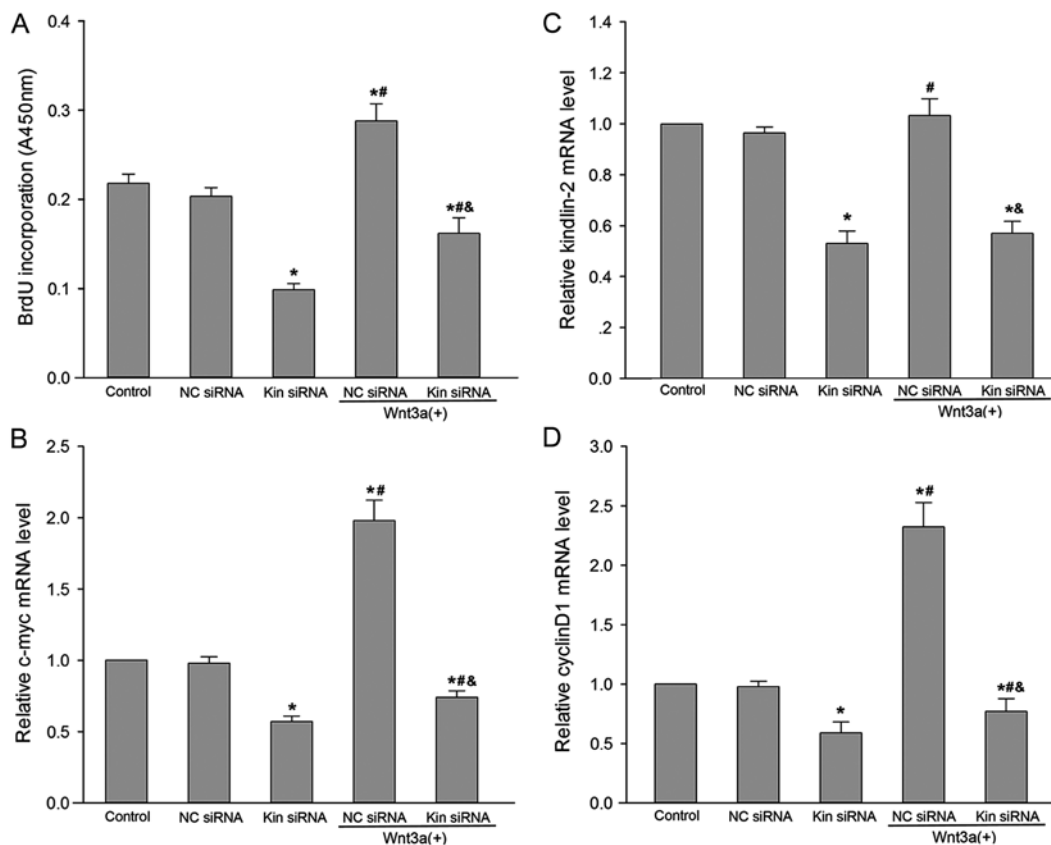 A
BrdU incorporation (A450nm)
0.4
0.3
0.2
0.1
0.0
*
*#
*#&
Control NC siRNA Kin siRNA NC siRNA Kin siRNA
Wnt3a(+)
C
Relative kindlin-2 mRNA level
1.4
1.2
1.0
0.8
0.6
0.4
.2
0.0
*
#
*&
Control NC siRNA Kin siRNA NC siRNA Kin siRNA
Wnt3a(+)
B
Relative c-myc mRNA level
2.5
2.0
1.5
1.0
0.5
0.0
*
*#
*#&
Control NC siRNA Kin siRNA NC siRNA Kin siRNA
Wnt3a(+)
D
Relative cyclinD1 mRNA level
3.0
2.5
2.0
1.5
1.0
0.5
0.0
*
*#
*#&
Control NC siRNA Kin siRNA NC siRNA Kin siRNA
Wnt3a(+)